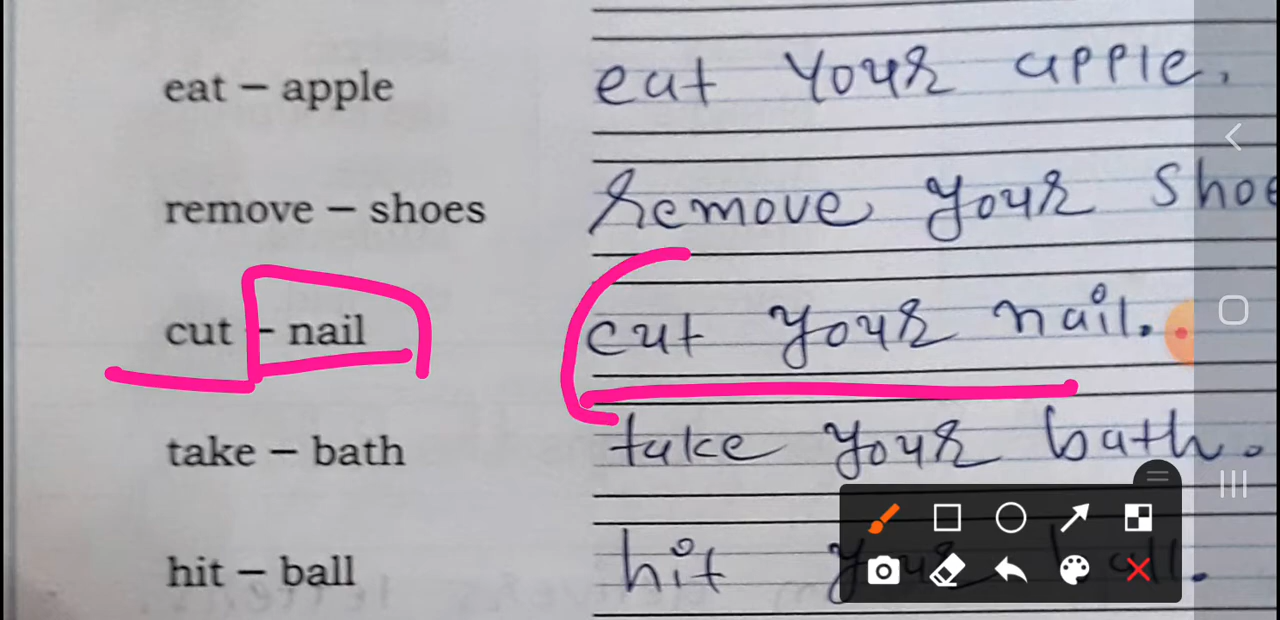 eat – apple eat your apple.
remove – shoes Remove your shoe
cut – nail cut your nail.
take – bath take your bath.
hit – ball hit